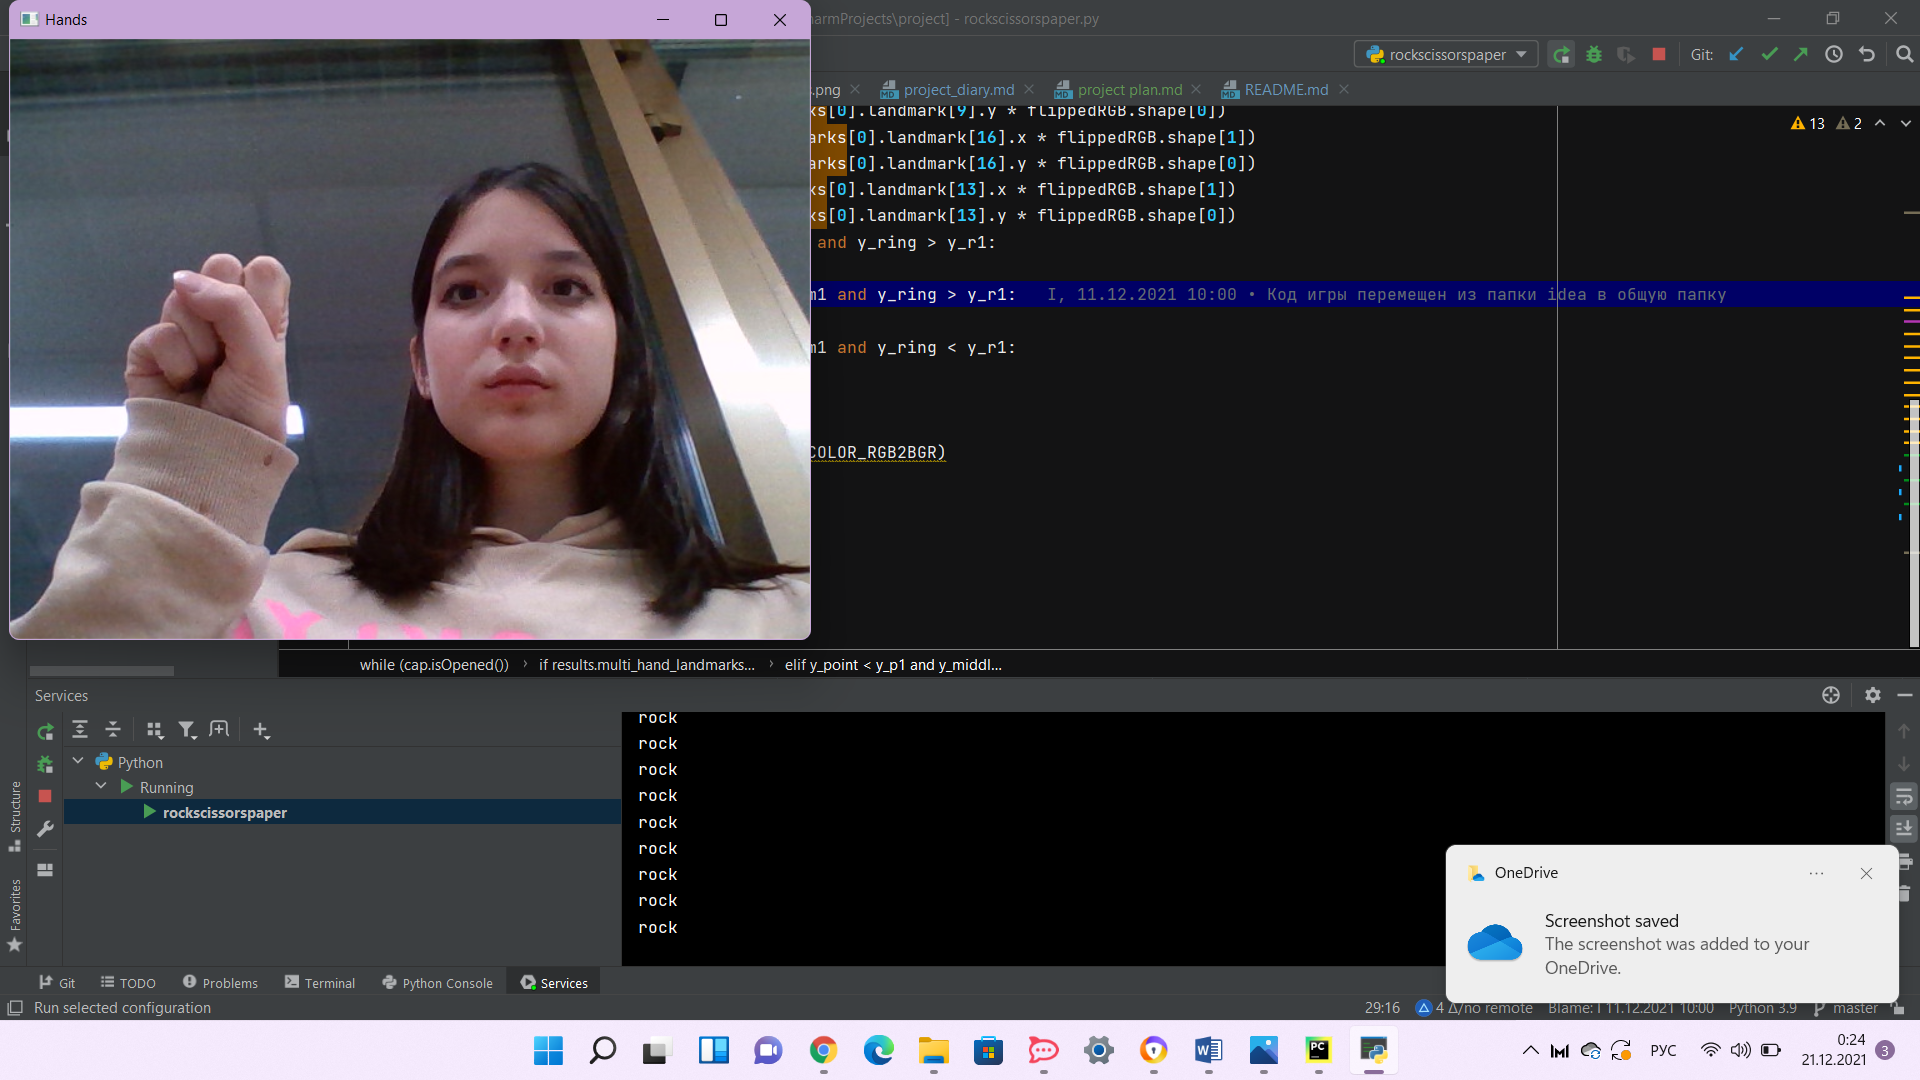 Hands
armProjects\project] - rockscissorspaper.py
rockscissorspaper
Git:
.png
project_diary.md
project plan.md
README.md
ks[0].landmark[9].y * flippedRGB.shape[0])
arks[0].landmark[16].x * flippedRGB.shape[1])
arks[0].landmark[16].y * flippedRGB.shape[0])
ks[0].landmark[13].x * flippedRGB.shape[1])
ks[0].landmark[13].y * flippedRGB.shape[0])
and y_ring > y_r1:
m1 and y_ring > y_r1: I, 11.12.2021 10:00 • Код игры перемещен из папки idea в общую папку
m1 and y_ring < y_r1:
COLOR_RGB2BGR)
13
2
while (cap.isOpened()) › if results.multi_hand_landmarks... › elif y_point < y_p1 and y_middl...
Services
Python
Running
rockscissorspaper
rock
rock
rock
rock
rock
rock
rock
rock
rock
Structure
Favorites
OneDrive
Screenshot saved
The screenshot was added to your
OneDrive.
Git
TODO
Problems
Terminal
Python Console
Services
Run selected configuration
29:16
4 Δ/no remote
Blame: I 11.12.2021 10:00
Python 3.9
master
РУС
0:24
21.12.2021
3